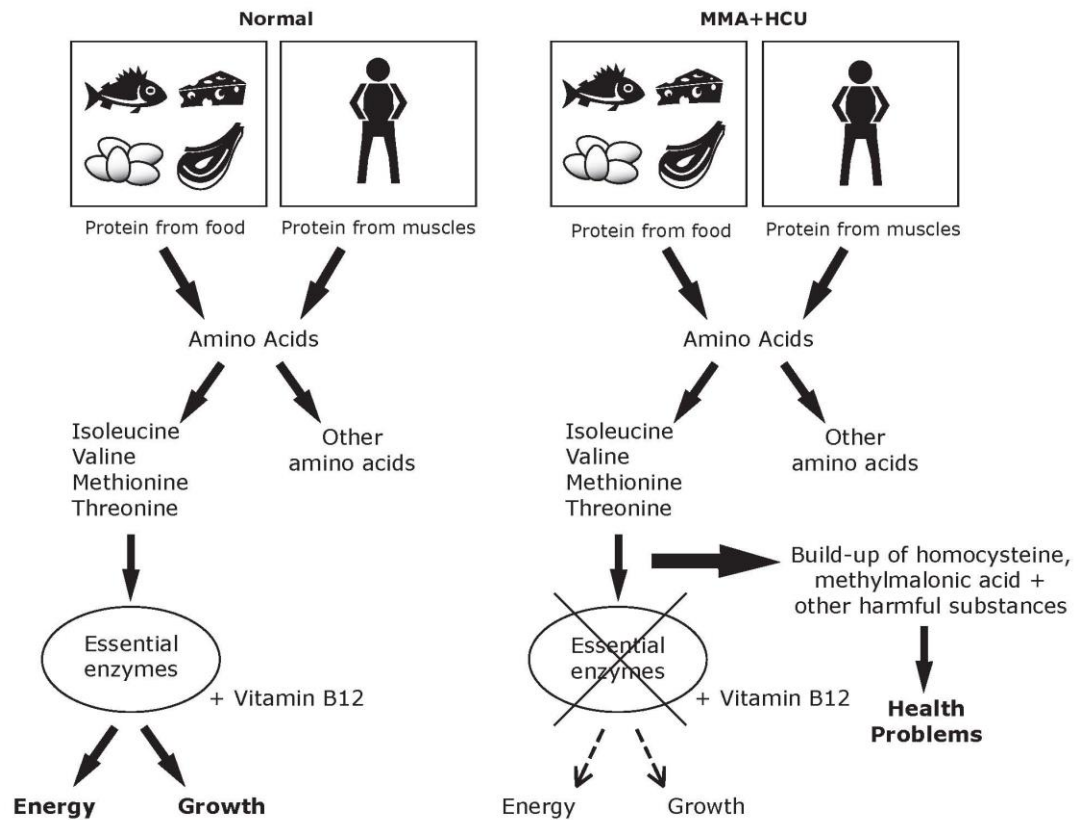 Normal
Protein from food
Protein from muscles
Amino Acids
Isoleucine
Valine
Methionine
Threonine
Other
amino acids
Essential
enzymes
+ Vitamin B12
Energy
Growth
MMA+HCU
Protein from food
Protein from muscles
Amino Acids
Isoleucine
Valine
Methionine
Threonine
Other
amino acids
Build-up of homocysteine,
methylmalonic acid +
other harmful substances
Essential
enzymes
+ Vitamin B12
Health
Problems
Energy
Growth